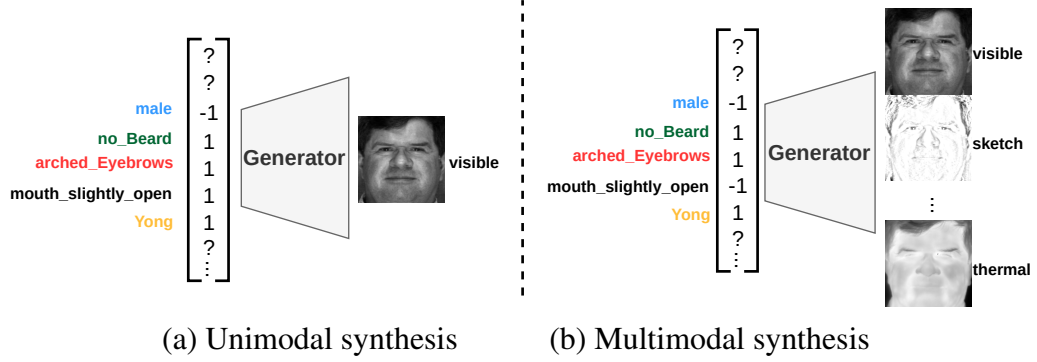 ?
?
male -1
no_Beard 1
arched_Eyebrows 1
mouth_slightly_open 1
Yong 1
?
...
Generator
visible
(a) Unimodal synthesis
?
?
male -1
no_Beard 1
arched_Eyebrows 1
mouth_slightly_open -1
Yong 1
?
...
Generator
visible
sketch
...
thermal
(b) Multimodal synthesis